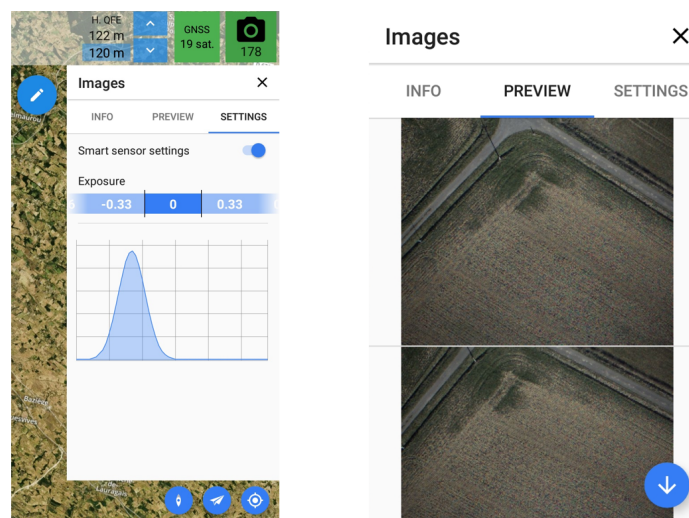 H. QFE
122 m
120 m
GNSS
19 sat.
178
Images
INFO PREVIEW SETTINGS
Smart sensor settings
Exposure
-0.33 0 0.33
Lauragais
Images
INFO PREVIEW SETTINGS